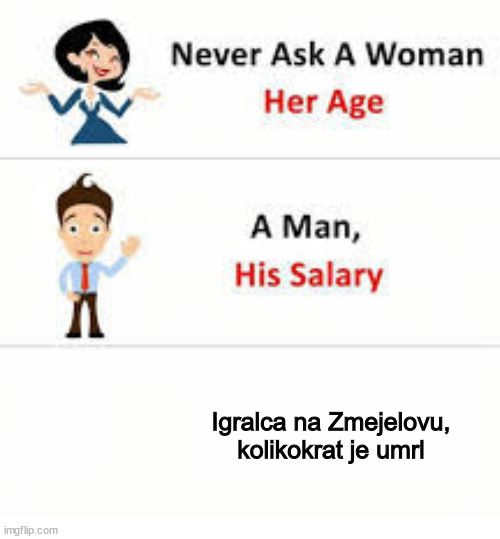 Never Ask A Woman
Her Age
A Man,
His Salary
Igralca na Zmejelovu,
kolikokrat je umrl
imgflip.com